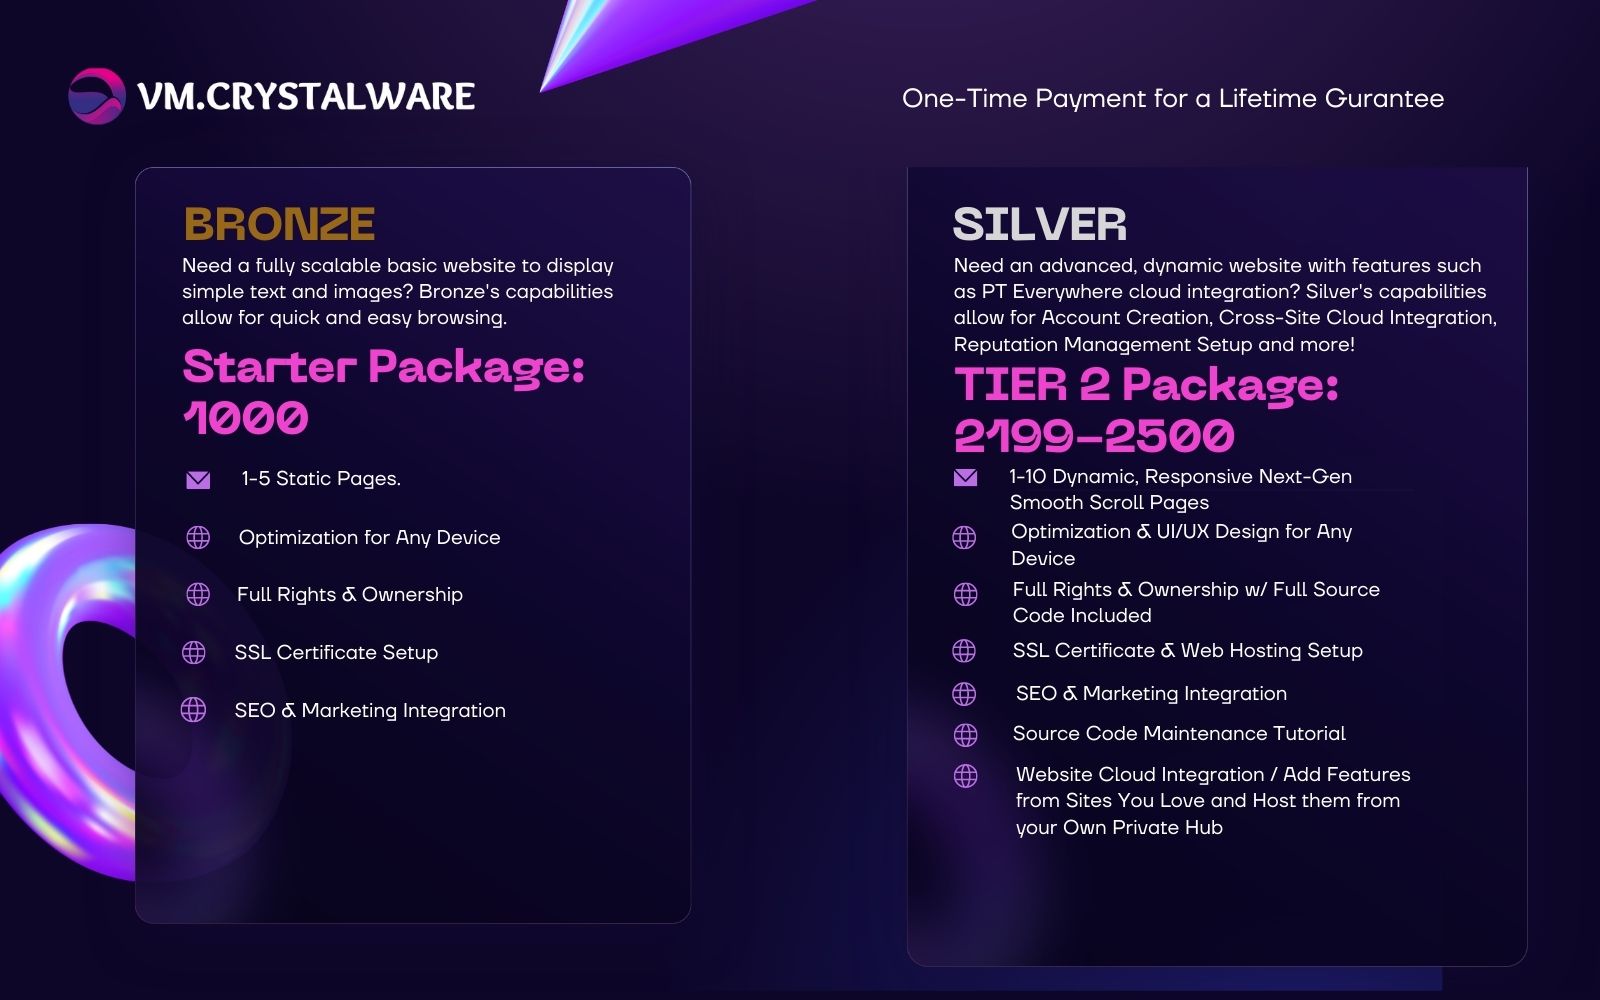 VM.CRYSTALWARE
One-Time Payment for a Lifetime Gurantee
BRONZE
Need a fully scalable basic website to display
simple text and images? Bronze's capabilities
allow for quick and easy browsing.
Starter Package:
1000
1-5 Static Pages.
Optimization for Any Device
Full Rights & Ownership
SSL Certificate Setup
SEO & Marketing Integration
SILVER
Need an advanced, dynamic website with features such
as PT Everywhere cloud integration? Silver's capabilities
allow for Account Creation, Cross-Site Cloud Integration,
Reputation Management Setup and more!
TIER 2 Package:
2199-2500
1-10 Dynamic, Responsive Next-Gen
Smooth Scroll Pages
Optimization & UI/UX Design for Any
Device
Full Rights & Ownership w/ Full Source
Code Included
SSL Certificate & Web Hosting Setup
SEO & Marketing Integration
Source Code Maintenance Tutorial
Website Cloud Integration / Add Features
from Sites You Love and Host them from
your Own Private Hub